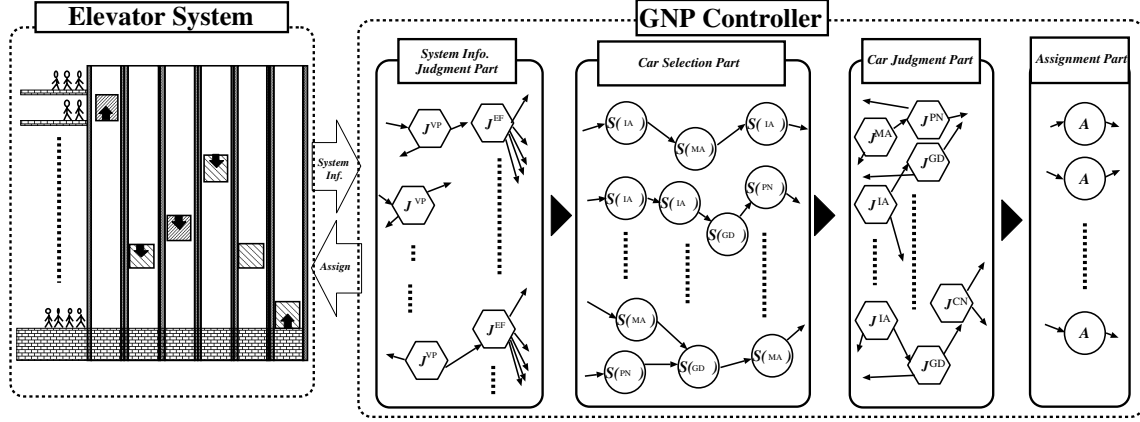 Elevator System
GNP Controller
System Info.
Judgment Part
Car Selection Part
Car Judgment Part
Assignment Part
System
Inf.
Assign
J^VP
J^EF
J^VP
J^VP
J^EF
S(IA)
S(MA)
S(IA)
S(IA)
S(IA)
S(GD)
S(PN)
S(MA)
S(PN)
S(GD)
S(MA)
J^MA
J^PN
J^GD
J^IA
J^IA
J^CN
J^GD
A
A
A